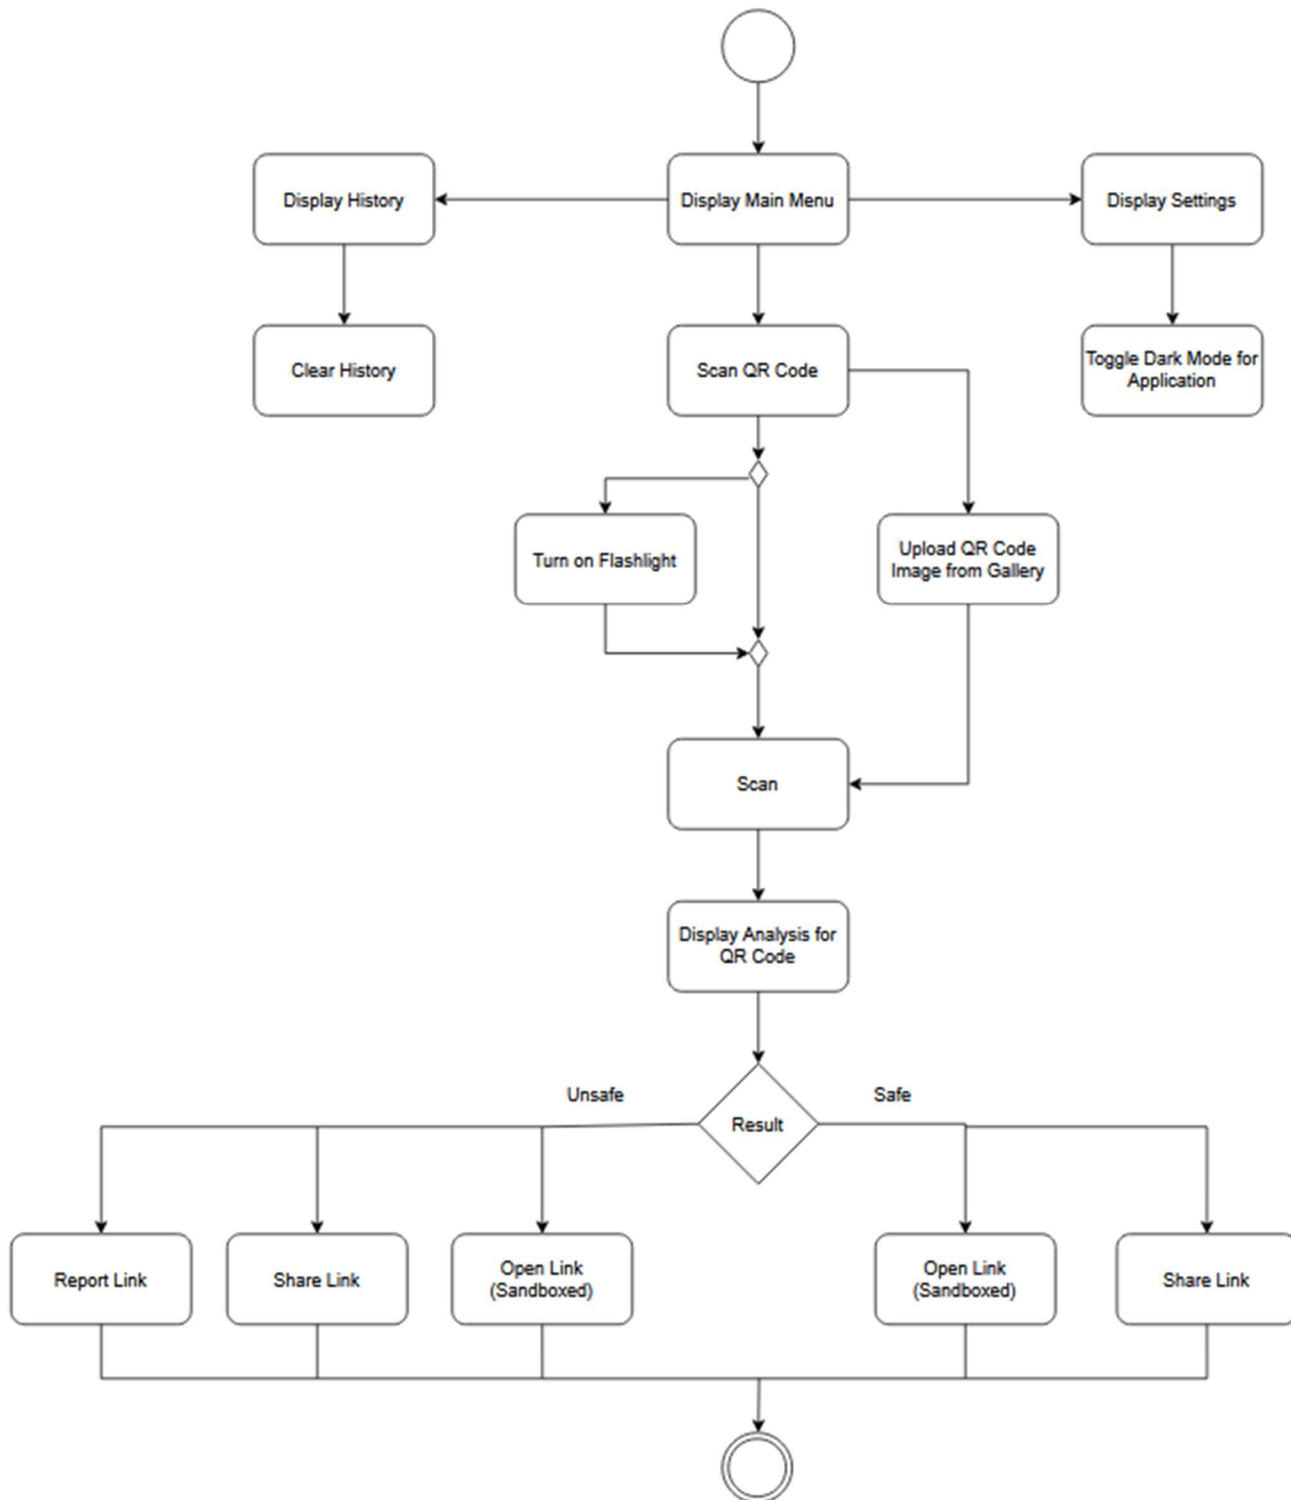 Display History
Display Main Menu
Display Settings
Clear History
Scan QR Code
Toggle Dark Mode for
Application
Turn on Flashlight
Upload QR Code
Image from Gallery
Scan
Display Analysis for
QR Code
Unsafe
Safe
Result
Report Link
Share Link
Open Link
(Sandboxed)
Open Link
(Sandboxed)
Share Link